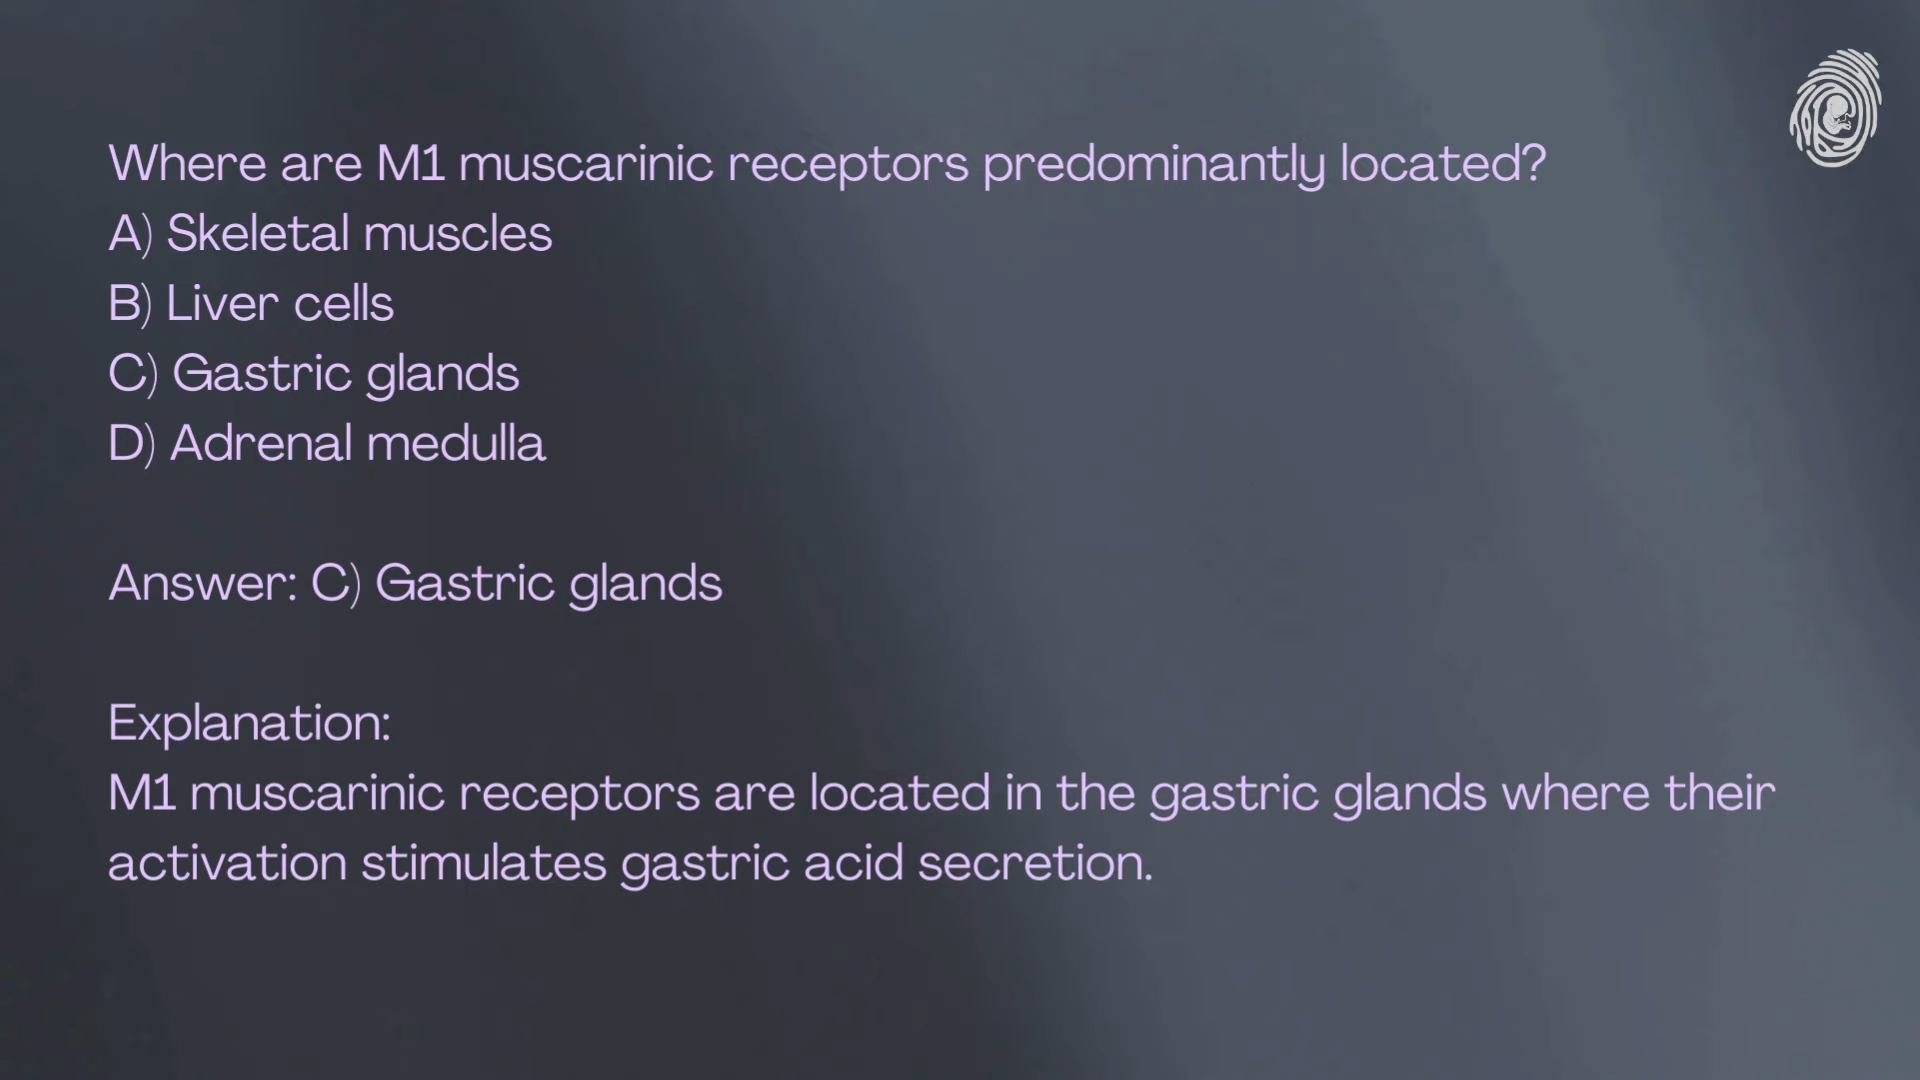 Where are M1 muscarinic receptors predominantly located?
A) Skeletal muscles
B) Liver cells
C) Gastric glands
D) Adrenal medulla
Answer: C) Gastric glands
Explanation:
M1 muscarinic receptors are located in the gastric glands where their
activation stimulates gastric acid secretion.